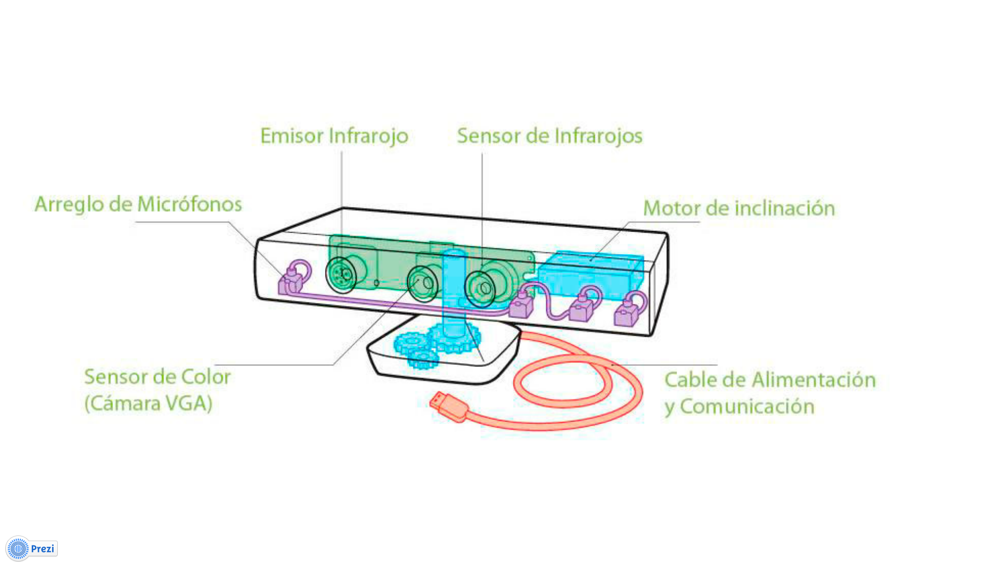 Emisor Infrarojo
Sensor de Infrarojos
Arreglo de Micrófonos
Motor de inclinación
Sensor de Color
(Cámara VGA)
Cable de Alimentación
y Comunicación
Prezi